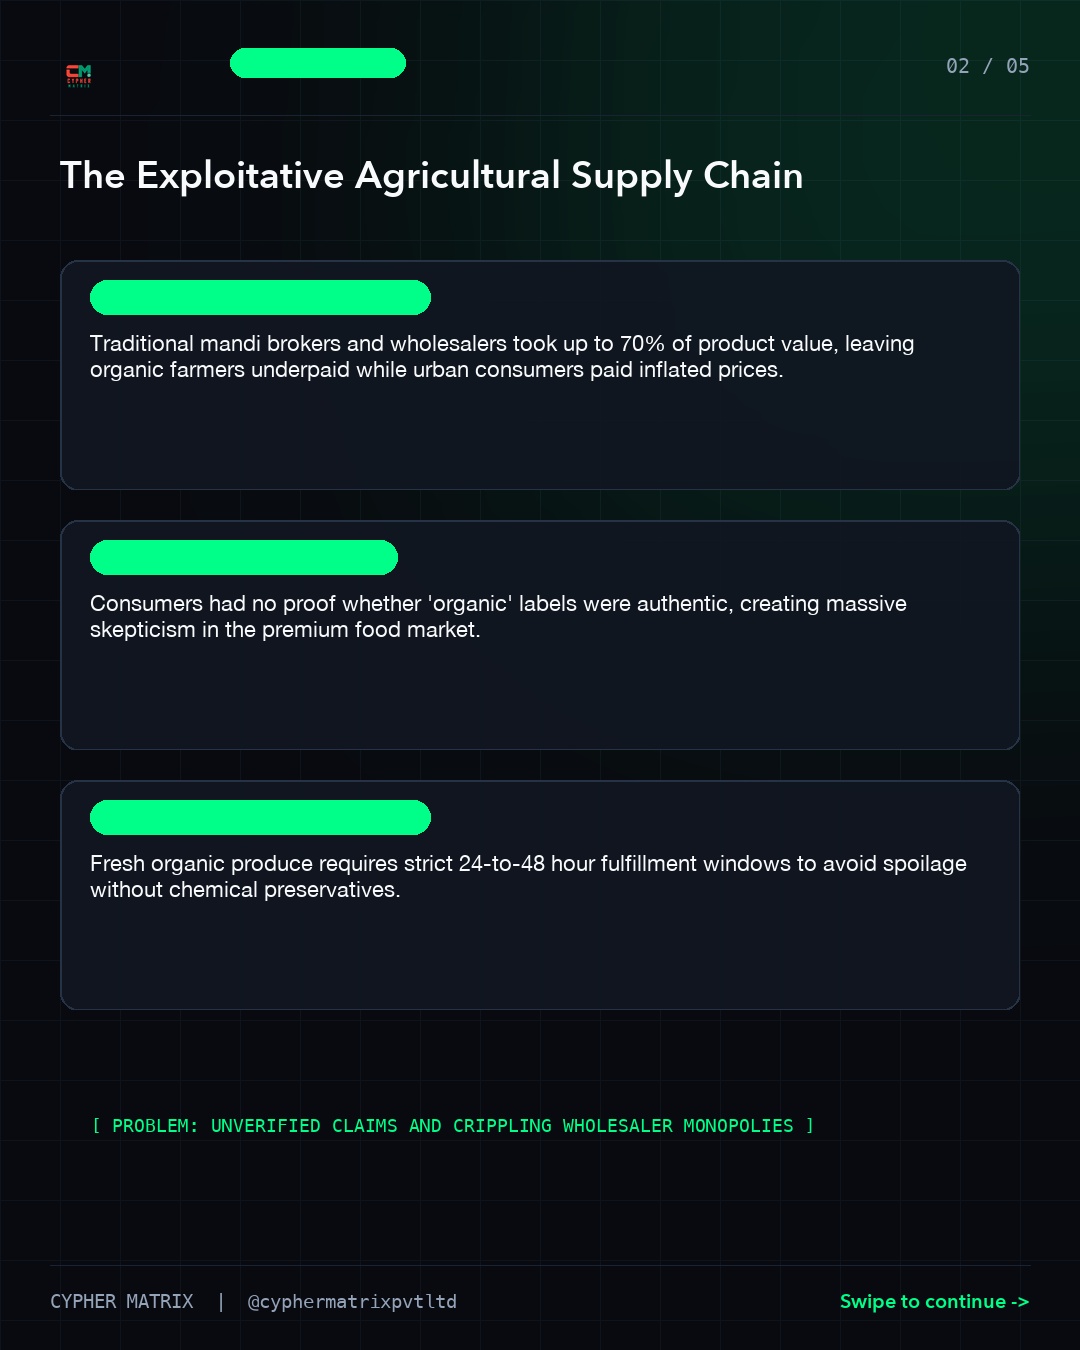 CM
CYPHER
MATRIX
02 / 05
The Exploitative Agricultural Supply Chain
Traditional mandi brokers and wholesalers took up to 70% of product value, leaving
organic farmers underpaid while urban consumers paid inflated prices.
Consumers had no proof whether 'organic' labels were authentic, creating massive
skepticism in the premium food market.
Fresh organic produce requires strict 24-to-48 hour fulfillment windows to avoid spoilage
without chemical preservatives.
[ PROBLEM: UNVERIFIED CLAIMS AND CRIPPLING WHOLESALER MONOPOLIES ]
CYPHER MATRIX | @cyphermatrixpvtltd
Swipe to continue ->